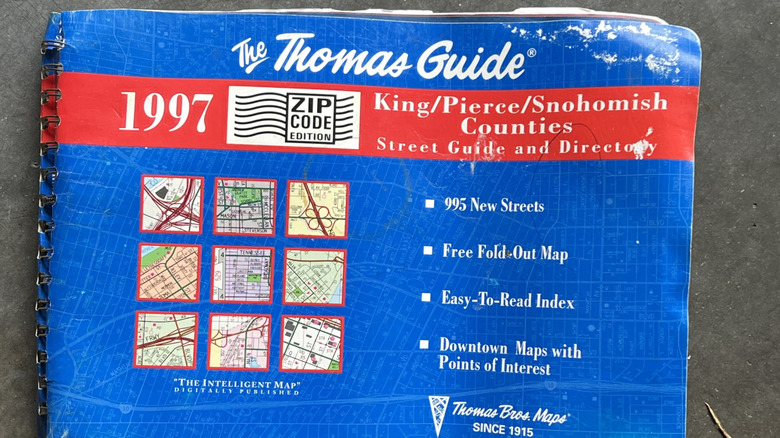 The Thomas Guide®
1997
ZIP
CODE
EDITION
King/Pierce/Snohomish
Counties
Street Guide and Directory
995 New Streets
Free Fold-Out Map
Easy-To-Read Index
Downtown Maps with
Points of Interest
"THE INTELLIGENT MAP"
DIGITALLY PUBLISHED
Thomas Bros. Maps®
SINCE 1915